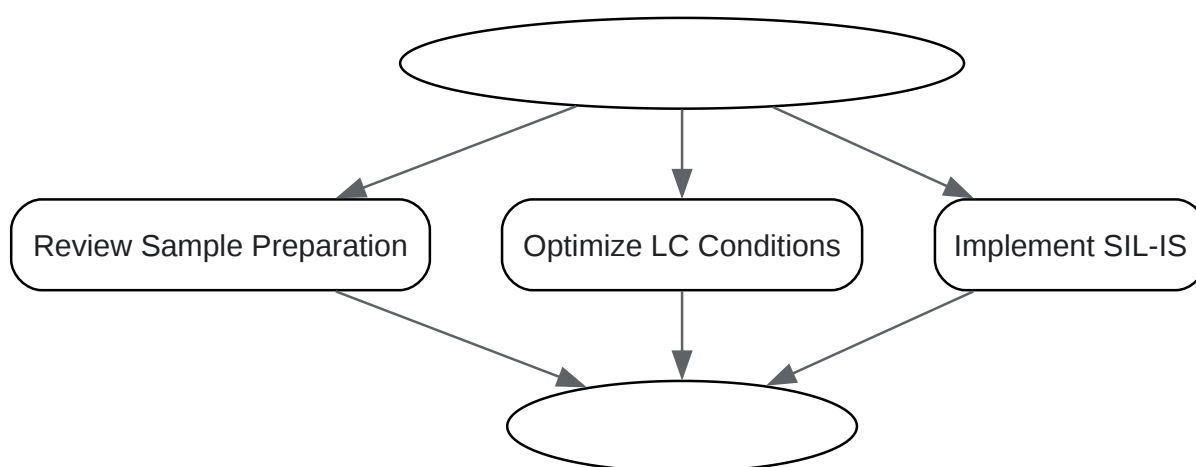 Review Sample Preparation
Optimize LC Conditions
Implement SIL-IS